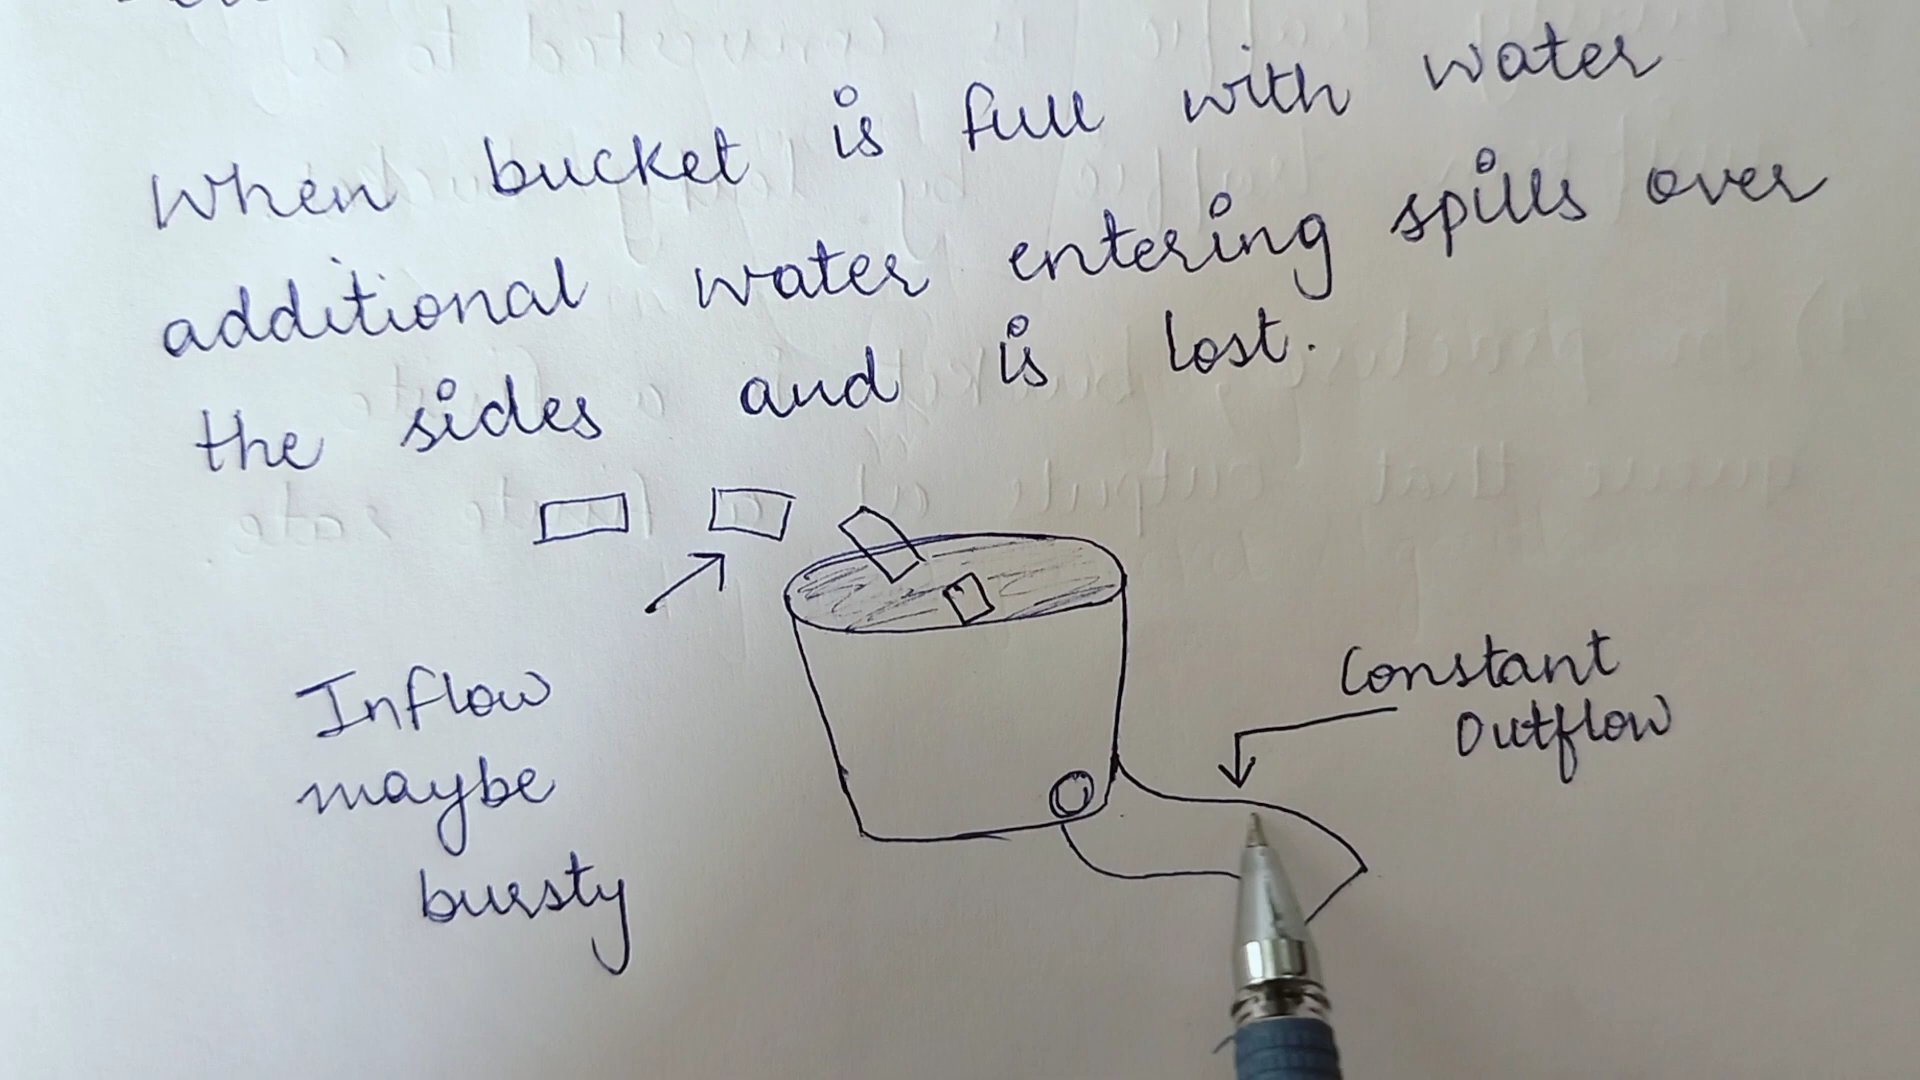 When bucket is full with water
additional water entering spills over
the sides and is lost.
Inflow
maybe
bursty
Constant
Outflow